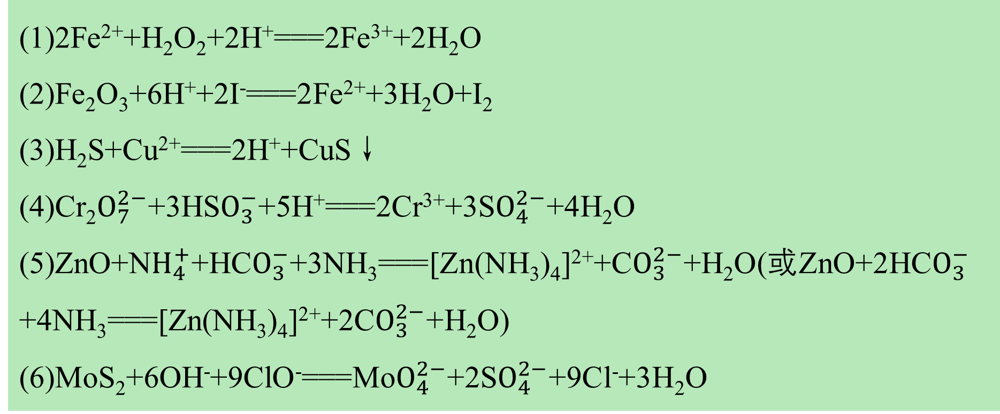 (1)2Fe²⁺+H₂O₂+2H⁺===2Fe³⁺+2H₂O
(2)Fe₂O₃+6H⁺+2I⁻===2Fe²⁺+3H₂O+I₂
(3)H₂S+Cu²⁺===2H⁺+CuS↓
(4)Cr₂O₇²⁻+3HSO₃⁻+5H⁺===2Cr³⁺+3SO₄²⁻+4H₂O
(5)ZnO+NH₄⁺+HCO₃⁻+3NH₃===[Zn(NH₃)₄]²⁺+CO₃²⁻+H₂O(或ZnO+2HCO₃⁻
+4NH₃===[Zn(NH₃)₄]²⁺+2CO₃²⁻+H₂O)
(6)MoS₂+6OH⁻+9ClO⁻===MoO₄²⁻+2SO₄²⁻+9Cl⁻+3H₂O